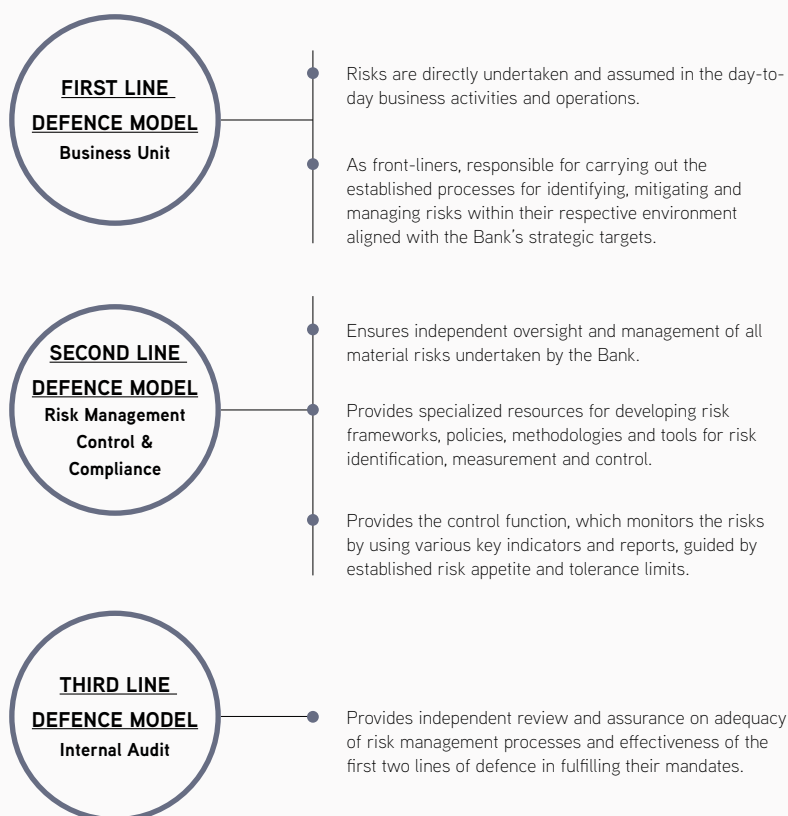 FIRST LINE
DEFENCE MODEL
Business Unit
Risks are directly undertaken and assumed in the day-to-
day business activities and operations.
As front-liners, responsible for carrying out the
established processes for identifying, mitigating and
managing risks within their respective environment
aligned with the Bank's strategic targets.
SECOND LINE
DEFENCE MODEL
Risk Management
Control &
Compliance
Ensures independent oversight and management of all
material risks undertaken by the Bank.
Provides specialized resources for developing risk
frameworks, policies, methodologies and tools for risk
identification, measurement and control.
Provides the control function, which monitors the risks
by using various key indicators and reports, guided by
established risk appetite and tolerance limits.
THIRD LINE
DEFENCE MODEL
Internal Audit
Provides independent review and assurance on adequacy
of risk management processes and effectiveness of the
first two lines of defence in fulfilling their mandates.